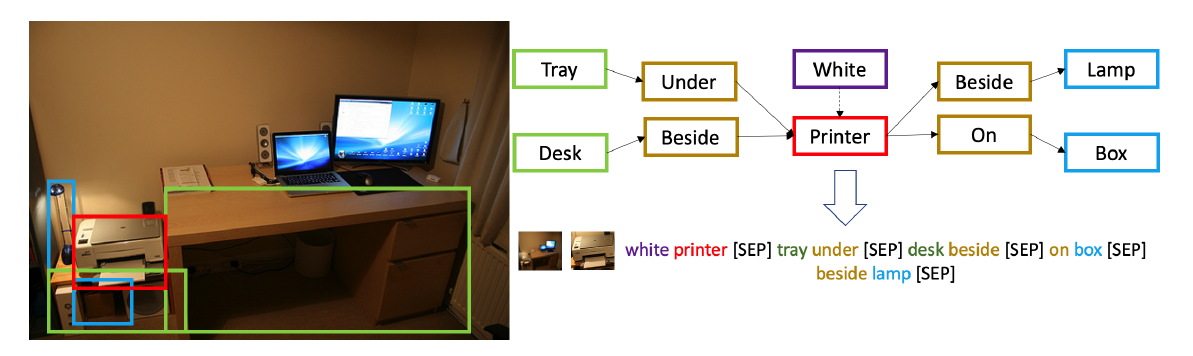 Tray
Under
White
Beside
Lamp
Desk
Beside
Printer
On
Box
white printer [SEP] tray under [SEP] desk beside [SEP] on box [SEP]
beside lamp [SEP]